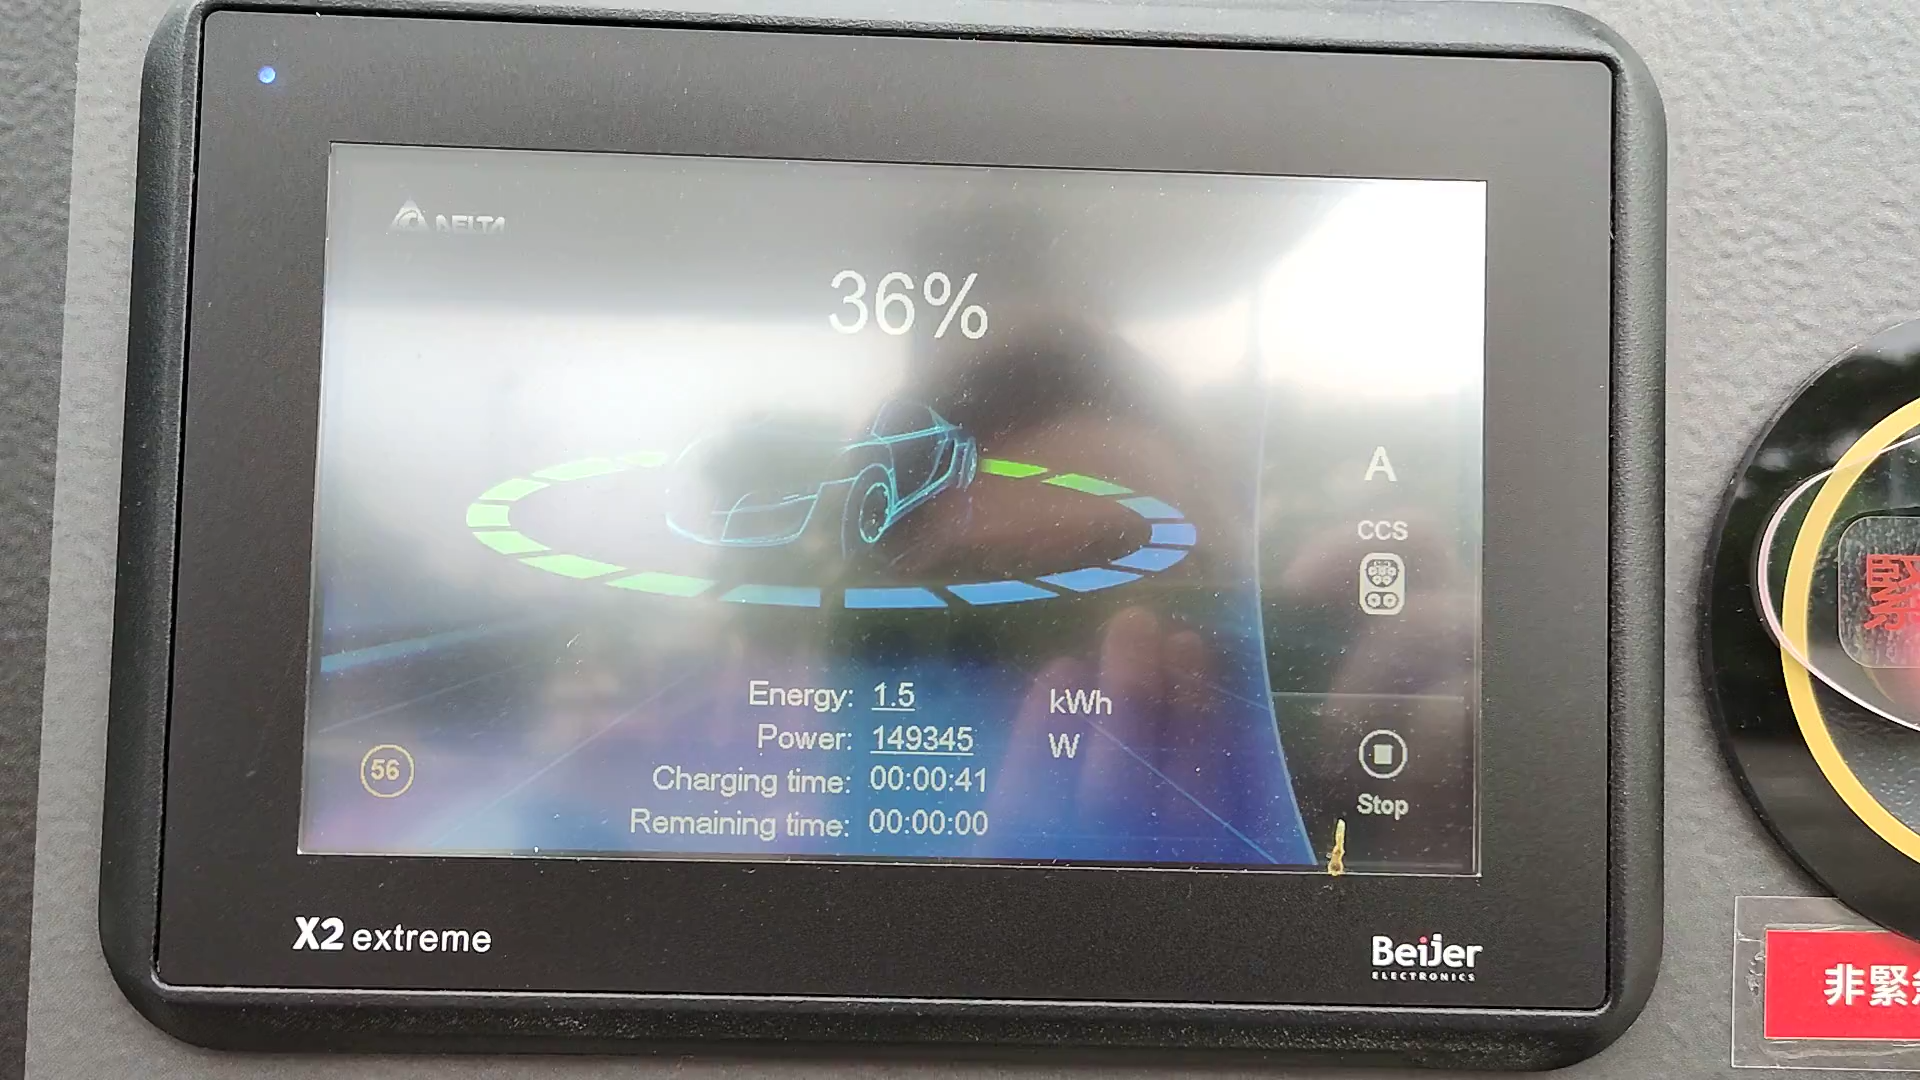 DELTA
36%
A
CCS
Energy: 1.5 kWh
Power: 149345 W
Charging time: 00:00:41
Remaining time: 00:00:00
56
Stop
X2 extreme
Beijer
ELECTRONICS
緊
非緊